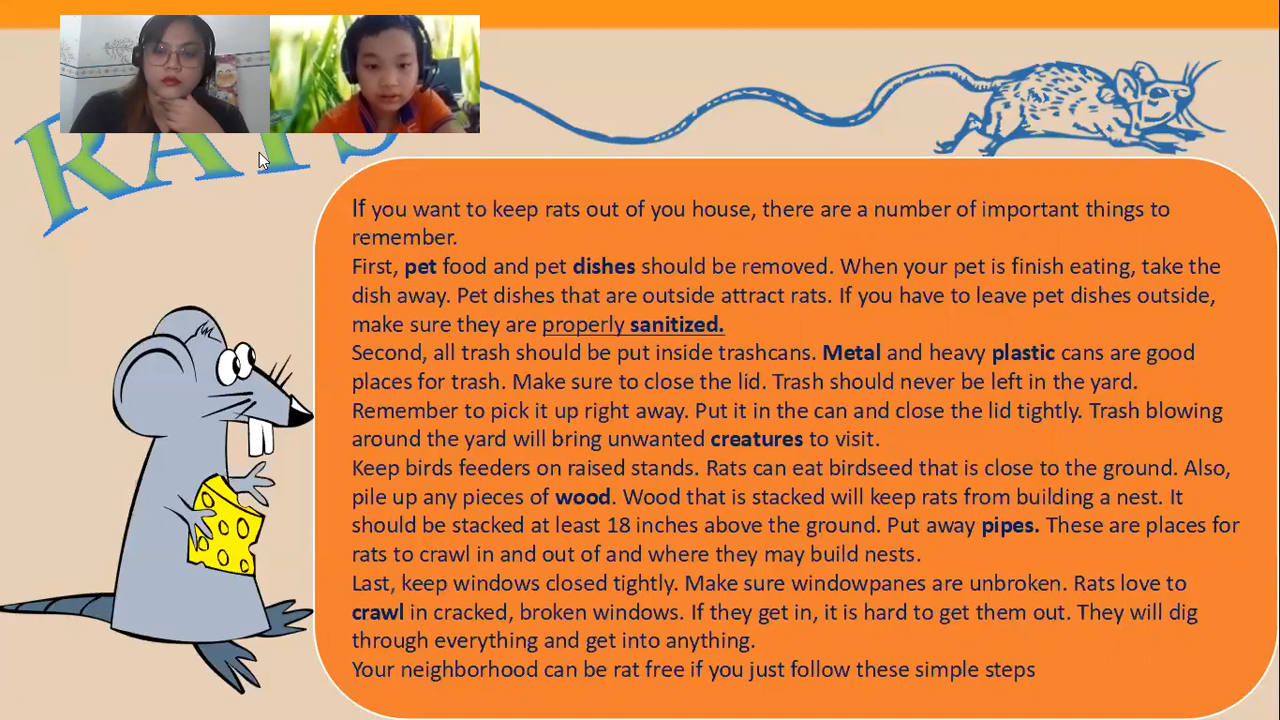 RATS
If you want to keep rats out of you house, there are a number of important things to
remember.
First, pet food and pet dishes should be removed. When your pet is finish eating, take the
dish away. Pet dishes that are outside attract rats. If you have to leave pet dishes outside,
make sure they are properly sanitized.
Second, all trash should be put inside trashcans. Metal and heavy plastic cans are good
places for trash. Make sure to close the lid. Trash should never be left in the yard.
Remember to pick it up right away. Put it in the can and close the lid tightly. Trash blowing
around the yard will bring unwanted creatures to visit.
Keep birds feeders on raised stands. Rats can eat birdseed that is close to the ground. Also,
pile up any pieces of wood. Wood that is stacked will keep rats from building a nest. It
should be stacked at least 18 inches above the ground. Put away pipes. These are places for
rats to crawl in and out of and where they may build nests.
Last, keep windows closed tightly. Make sure windowpanes are unbroken. Rats love to
crawl in cracked, broken windows. If they get in, it is hard to get them out. They will dig
through everything and get into anything.
Your neighborhood can be rat free if you just follow these simple steps